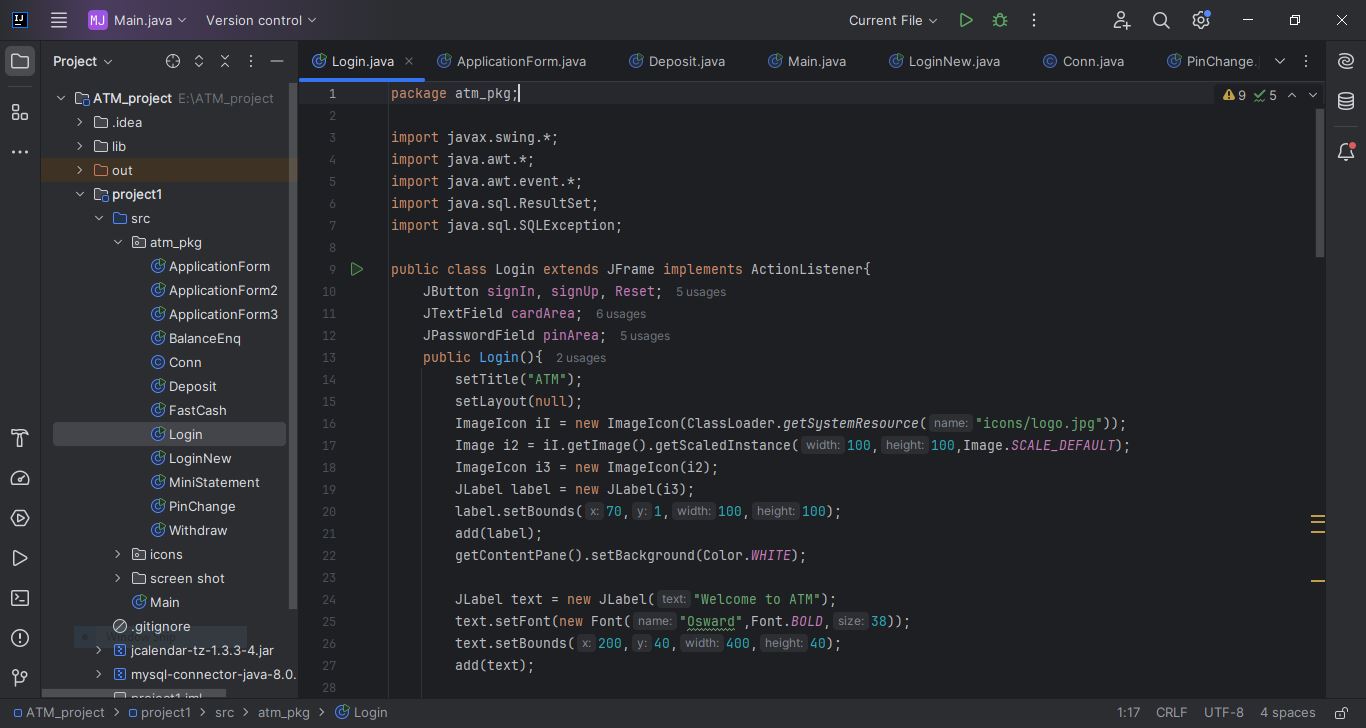 MJ Main.java Version control Current File
Project
Login.java ApplicationForm.java Deposit.java Main.java LoginNew.java Conn.java PinChange.
ATM_project E:\ATM_project
.idea
lib
out
project1
src
atm_pkg
ApplicationForm
ApplicationForm2
ApplicationForm3
BalanceEnq
Conn
Deposit
FastCash
Login
LoginNew
MiniStatement
PinChange
Withdraw
icons
screen shot
Main
.gitignore
jcalendar-tz-1.3.3-4.jar
mysql-connector-java-8.0.
project1.iml
9 5
1 package atm_pkg;
2
3 import javax.swing.*;
4 import java.awt.*;
5 import java.awt.event.*;
6 import java.sql.ResultSet;
7 import java.sql.SQLException;
8
9 public class Login extends JFrame implements ActionListener{
10 JButton signIn, signUp, Reset; 5 usages
11 JTextField cardArea; 6 usages
12 JPasswordField pinArea; 5 usages
13 public Login(){ 2 usages
14 setTitle("ATM");
15 setLayout(null);
16 ImageIcon iI = new ImageIcon(ClassLoader.getSystemResource( name: "icons/logo.jpg"));
17 Image i2 = iI.getImage().getScaledInstance( width: 100, height: 100,Image.SCALE_DEFAULT);
18 ImageIcon i3 = new ImageIcon(i2);
19 JLabel label = new JLabel(i3);
20 label.setBounds( x: 70, y: 1, width: 100, height: 100);
21 add(label);
22 getContentPane().setBackground(Color.WHITE);
23
24 JLabel text = new JLabel( text: "Welcome to ATM");
25 text.setFont(new Font( name: "Osward",Font.BOLD, size: 38));
26 text.setBounds( x: 200, y: 40, width: 400, height: 40);
27 add(text);
28
ATM_project > project1 > src > atm_pkg > Login 1:17 CRLF UTF-8 4 spaces